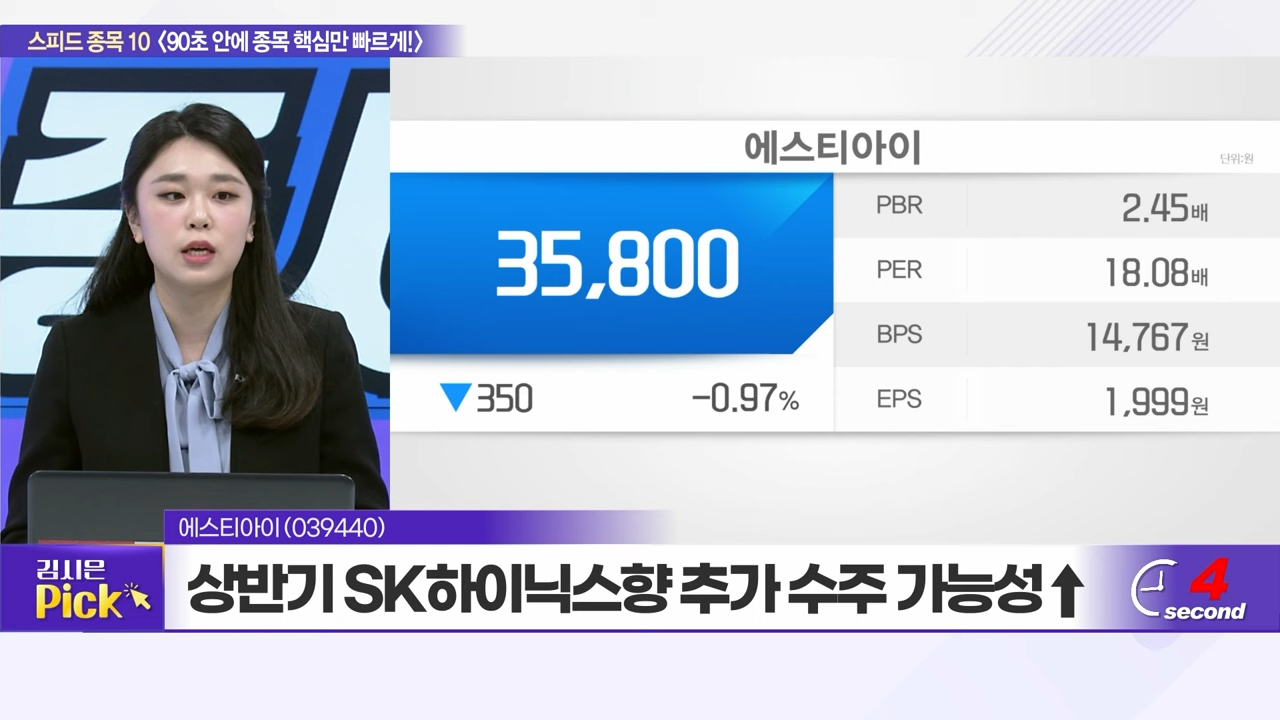 스피드 종목 10 〈90초 안에 종목 핵심만 빠르게!〉
에스티아이
단위:원
35,800
▼350 -0.97%
PBR 2.45배
PER 18.08배
BPS 14,767원
EPS 1,999원
에스티아이(039440)
김시은
Pick
상반기 SK하이닉스향 추가 수주 가능성↑
4
second